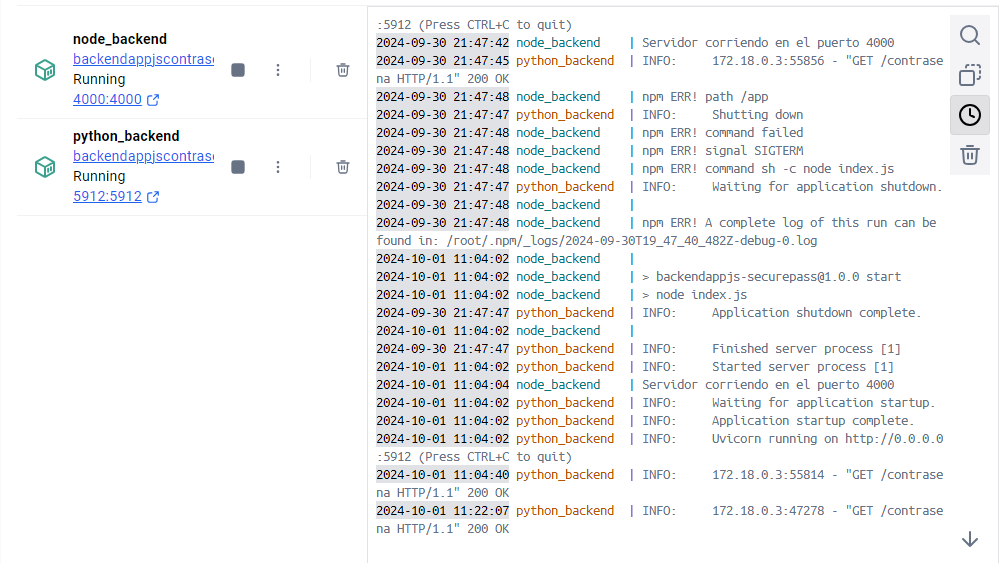 node_backend
backendappjscontrase
Running
4000:4000
python_backend
backendappjscontrase
Running
5912:5912
:5912 (Press CTRL+C to quit)
2024-09-30 21:47:42 node_backend | Servidor corriendo en el puerto 4000
2024-09-30 21:47:45 python_backend | INFO: 172.18.0.3:55856 - "GET /contrase
na HTTP/1.1" 200 OK
2024-09-30 21:47:48 node_backend | npm ERR! path /app
2024-09-30 21:47:47 python_backend | INFO: Shutting down
2024-09-30 21:47:48 node_backend | npm ERR! command failed
2024-09-30 21:47:48 node_backend | npm ERR! signal SIGTERM
2024-09-30 21:47:48 node_backend | npm ERR! command sh -c node index.js
2024-09-30 21:47:47 python_backend | INFO: Waiting for application shutdown.
2024-09-30 21:47:48 node_backend |
2024-09-30 21:47:48 node_backend | npm ERR! A complete log of this run can be
found in: /root/.npm/_logs/2024-09-30T19_47_40_482Z-debug-0.log
2024-10-01 11:04:02 node_backend |
2024-10-01 11:04:02 node_backend | > backendappjs-securepass@1.0.0 start
2024-10-01 11:04:02 node_backend | > node index.js
2024-09-30 21:47:47 python_backend | INFO: Application shutdown complete.
2024-10-01 11:04:02 node_backend |
2024-09-30 21:47:47 python_backend | INFO: Finished server process [1]
2024-10-01 11:04:02 python_backend | INFO: Started server process [1]
2024-10-01 11:04:04 node_backend | Servidor corriendo en el puerto 4000
2024-10-01 11:04:02 python_backend | INFO: Waiting for application startup.
2024-10-01 11:04:02 python_backend | INFO: Application startup complete.
2024-10-01 11:04:02 python_backend | INFO: Uvicorn running on http://0.0.0.0
:5912 (Press CTRL+C to quit)
2024-10-01 11:04:40 python_backend | INFO: 172.18.0.3:55814 - "GET /contrase
na HTTP/1.1" 200 OK
2024-10-01 11:22:07 python_backend | INFO: 172.18.0.3:47278 - "GET /contrase
na HTTP/1.1" 200 OK